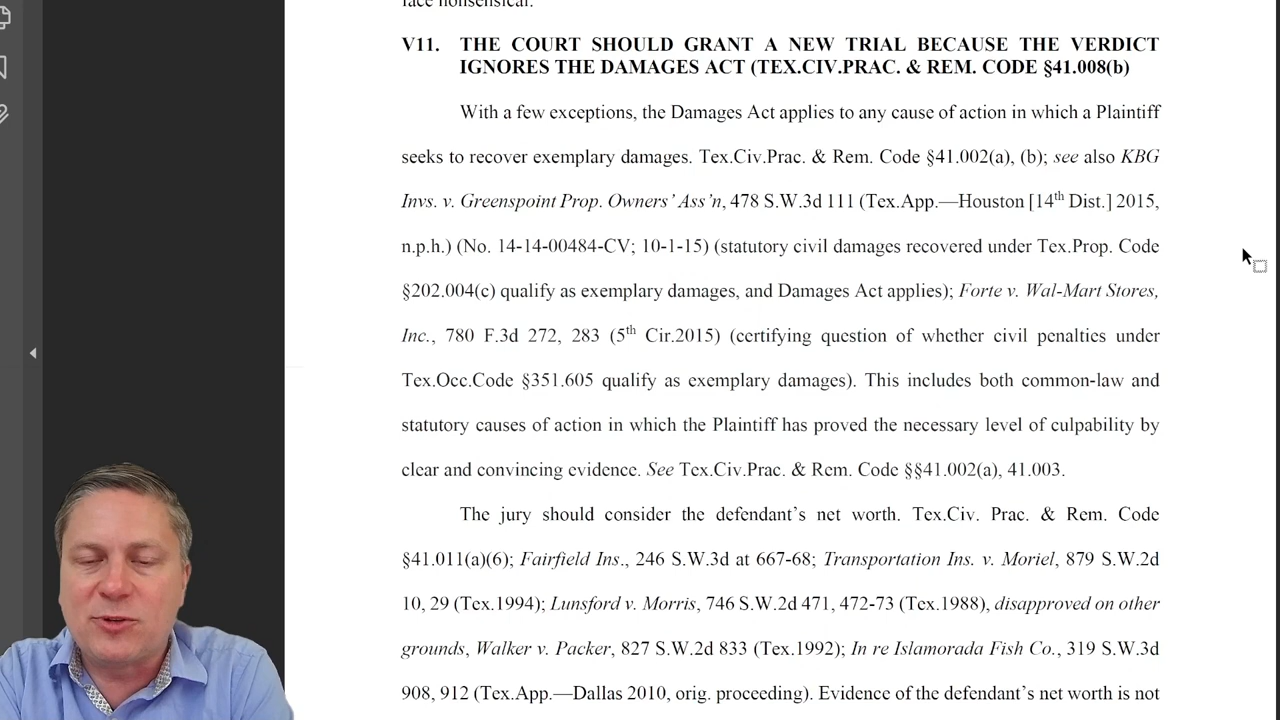 face nonsensical.
V11. THE COURT SHOULD GRANT A NEW TRIAL BECAUSE THE VERDICT
IGNORES THE DAMAGES ACT (TEX.CIV.PRAC. & REM. CODE §41.008(b)
With a few exceptions, the Damages Act applies to any cause of action in which a Plaintiff
seeks to recover exemplary damages. Tex.Civ.Prac. & Rem. Code §41.002(a), (b); see also KBG
Invs. v. Greenspoint Prop. Owners’ Ass’n, 478 S.W.3d 111 (Tex.App.—Houston [14th Dist.] 2015,
n.p.h.) (No. 14-14-00484-CV; 10-1-15) (statutory civil damages recovered under Tex.Prop. Code
§202.004(c) qualify as exemplary damages, and Damages Act applies); Forte v. Wal-Mart Stores,
Inc., 780 F.3d 272, 283 (5th Cir.2015) (certifying question of whether civil penalties under
Tex.Occ.Code §351.605 qualify as exemplary damages). This includes both common-law and
statutory causes of action in which the Plaintiff has proved the necessary level of culpability by
clear and convincing evidence. See Tex.Civ.Prac. & Rem. Code §§41.002(a), 41.003.
The jury should consider the defendant’s net worth. Tex.Civ. Prac. & Rem. Code
§41.011(a)(6); Fairfield Ins., 246 S.W.3d at 667-68; Transportation Ins. v. Moriel, 879 S.W.2d
10, 29 (Tex.1994); Lunsford v. Morris, 746 S.W.2d 471, 472-73 (Tex.1988), disapproved on other
grounds, Walker v. Packer, 827 S.W.2d 833 (Tex.1992); In re Islamorada Fish Co., 319 S.W.3d
908, 912 (Tex.App.—Dallas 2010, orig. proceeding). Evidence of the defendant’s net worth is not